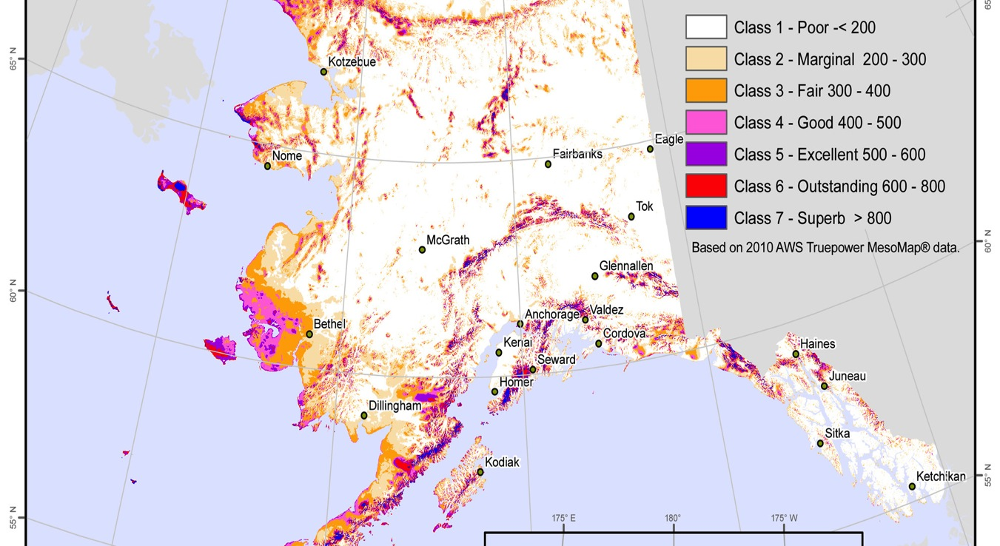 65
Class 1 - Poor -< 200
Class 2 - Marginal 200 - 300
Class 3 - Fair 300 - 400
Class 4 - Good 400 - 500
Class 5 - Excellent 500 - 600
Class 6 - Outstanding 600 - 800
Class 7 - Superb > 800
Based on 2010 AWS Truepower MesoMap® data.
65° N
Kotzebue
Nome
Fairbanks
Eagle
Tok
McGrath
60° N
Glennallen
60° N
Bethel
Anchorage
Valdez
Cordova
Kenai
Seward
Haines
Homer
Juneau
Dillingham
Sitka
Kodiak
Ketchikan
55° N
55° N
175° E
180°
175° W